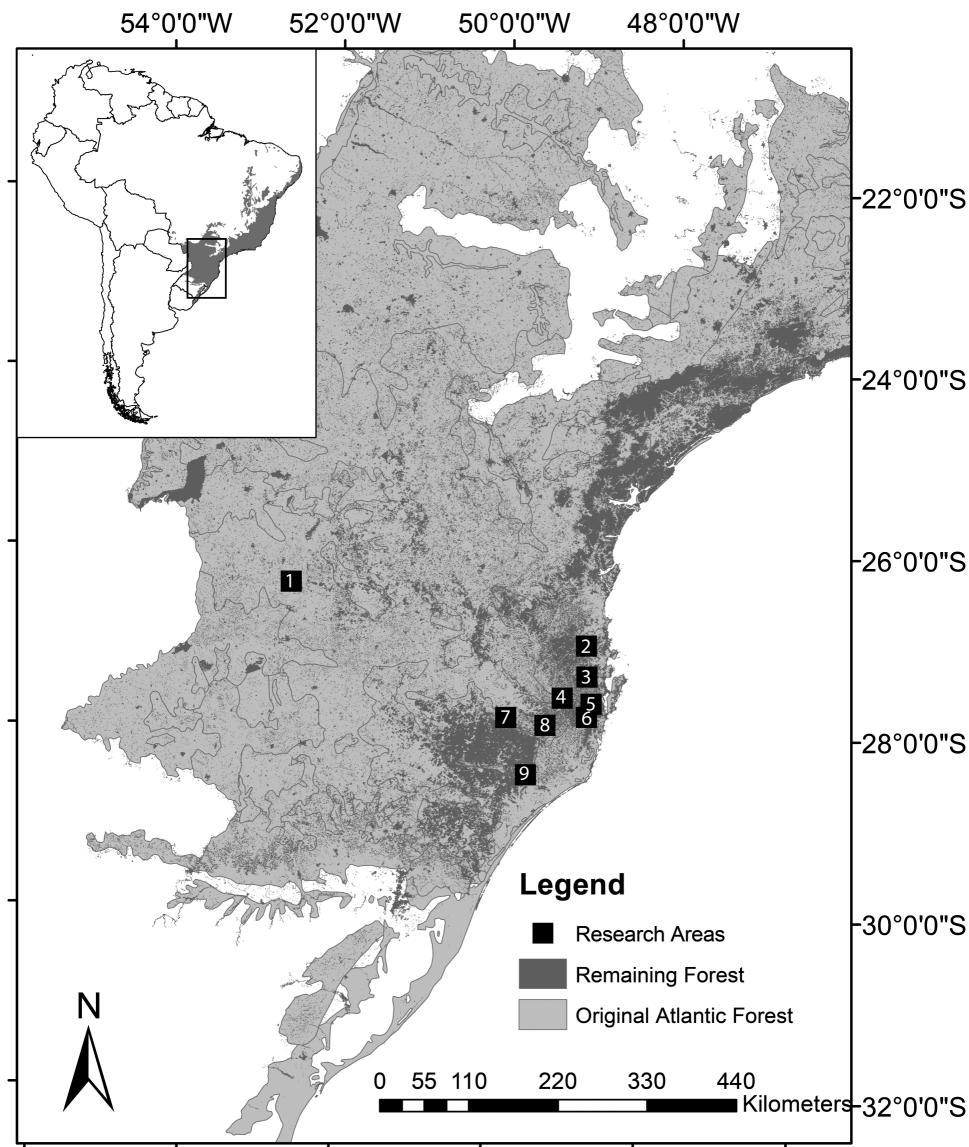 54°0'0"W 52°0'0"W 50°0'0"W 48°0'0"W
22°0'0"S
24°0'0"S
26°0'0"S
1
2
3
4
5
6
7
8
28°0'0"S
9
Legend
Research Areas
30°0'0"S
Remaining Forest
N
Original Atlantic Forest
0 55 110 220 330 440
Kilometers
32°0'0"S